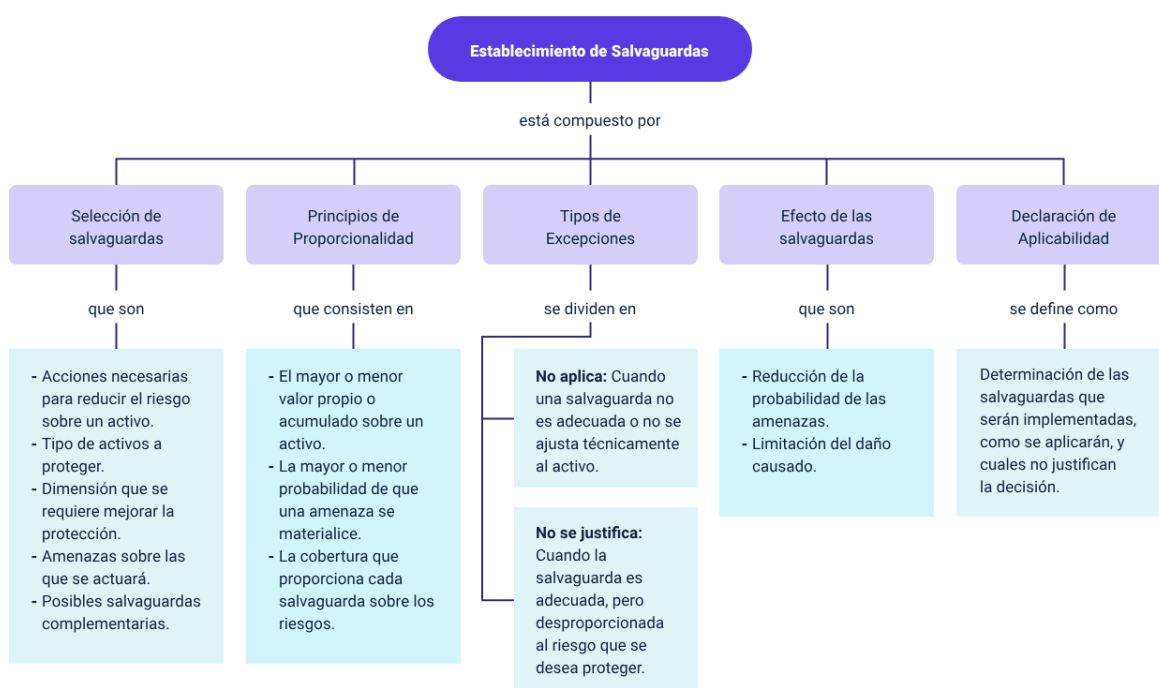 Establecimiento de Salvaguardas
está compuesto por
Selección de
salvaguardas
que son
- Acciones necesarias
para reducir el riesgo
sobre un activo.
- Tipo de activos a
proteger.
- Dimensión que se
requiere mejorar la
protección.
- Amenazas sobre las
que se actuará.
- Posibles salvaguardas
complementarias.
Principios de
Proporcionalidad
que consisten en
- El mayor o menor
valor propio o
acumulado sobre un
activo.
- La mayor o menor
probabilidad de que
una amenaza se
materialice.
- La cobertura que
proporciona cada
salvaguarda sobre los
riesgos.
Tipos de
Excepciones
se dividen en
No aplica: Cuando
una salvaguarda no
es adecuada o no se
ajusta técnicamente
al activo.
No se justifica:
Cuando la
salvaguarda es
adecuada, pero
desproporcionada
al riesgo que se
desea proteger.
Efecto de las
salvaguardas
que son
- Reducción de la
probabilidad de las
amenazas.
- Limitación del daño
causado.
Declaración de
Aplicabilidad
se define como
Determinación de las
salvaguardas que
serán implementadas,
como se aplicarán, y
cuales no justifican
la decisión.